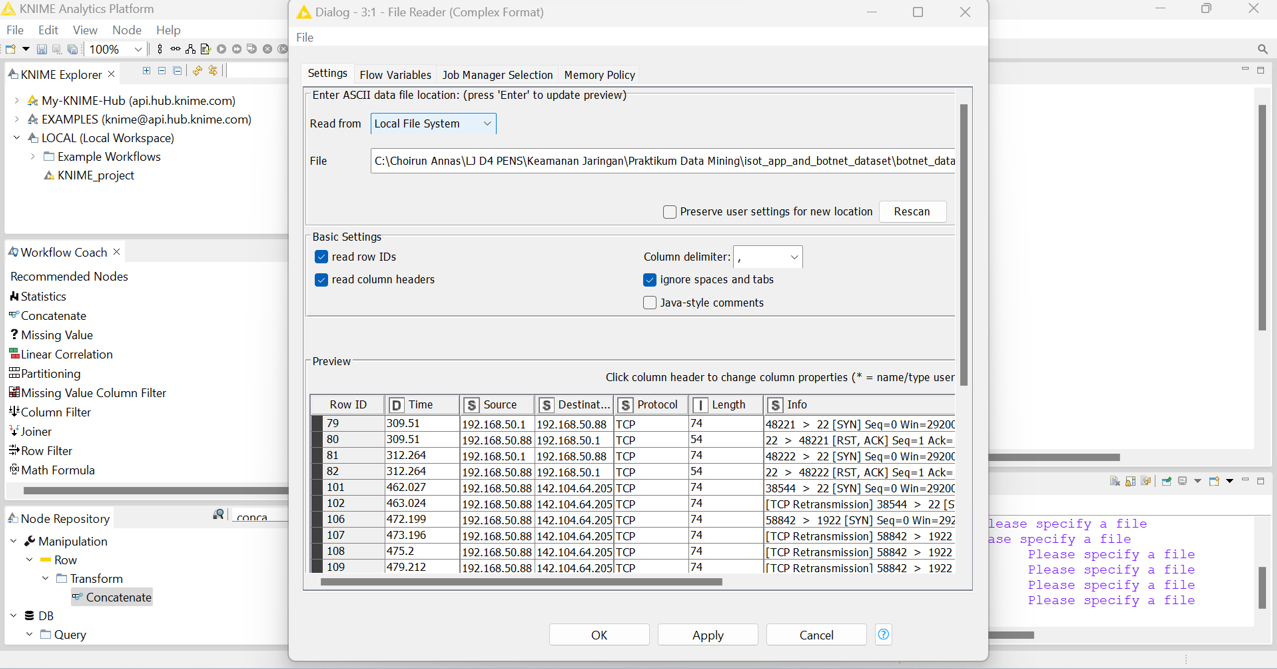 KNIME Analytics Platform
File Edit View Node Help
100%
KNIME Explorer
My-KNIME-Hub (api.hub.knime.com)
EXAMPLES (knime@api.hub.knime.com)
LOCAL (Local Workspace)
Example Workflows
KNIME_project
Workflow Coach
Recommended Nodes
Statistics
Concatenate
? Missing Value
Linear Correlation
Partitioning
Missing Value Column Filter
Column Filter
Joiner
Row Filter
Math Formula
Node Repository
conca
Manipulation
Row
Transform
Concatenate
DB
Query
Dialog - 3:1 - File Reader (Complex Format)
File
Settings Flow Variables Job Manager Selection Memory Policy
Enter ASCII data file location: (press 'Enter' to update preview)
Read from Local File System
File C:\Choirun Annas\LJ D4 PENS\Keamanan Jaringan\Praktikum Data Mining\isot_app_and_botnet_dataset\botnet_data
Preserve user settings for new location Rescan
Basic Settings
read row IDs Column delimiter: ,
read column headers ignore spaces and tabs
Java-style comments
Preview
Click column header to change column properties (* = name/type user
Row ID D Time S Source S Destinat... S Protocol I Length S Info
79 309.51 192.168.50.1 192.168.50.88 TCP 74 48221 > 22 [SYN] Seq=0 Win=29200
80 309.51 192.168.50.88 192.168.50.1 TCP 54 22 > 48221 [RST, ACK] Seq=1 Ack=
81 312.264 192.168.50.1 192.168.50.88 TCP 74 48222 > 22 [SYN] Seq=0 Win=29200
82 312.264 192.168.50.88 192.168.50.1 TCP 54 22 > 48222 [RST, ACK] Seq=1 Ack=
101 462.027 192.168.50.88 142.104.64.205 TCP 74 38544 > 22 [SYN] Seq=0 Win=29200
102 463.024 192.168.50.88 142.104.64.205 TCP 74 [TCP Retransmission] 38544 > 22 [S
106 472.199 192.168.50.88 142.104.64.205 TCP 74 58842 > 1922 [SYN] Seq=0 Win=292
107 473.196 192.168.50.88 142.104.64.205 TCP 74 [TCP Retransmission] 58842 > 1922
108 475.2 192.168.50.88 142.104.64.205 TCP 74 [TCP Retransmission] 58842 > 1922
109 479.212 192.168.50.88 142.104.64.205 TCP 74 [TCP Retransmission] 58842 > 1922
OK Apply Cancel ?
lease specify a file
ase specify a file
Please specify a file
Please specify a file
Please specify a file
Please specify a file